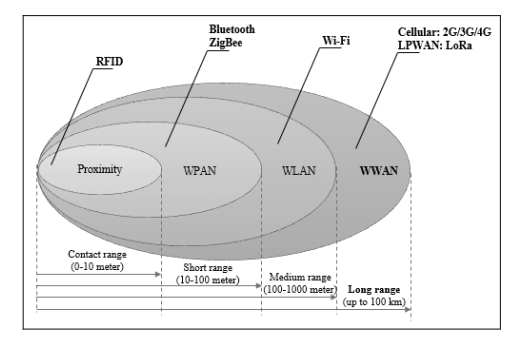 Bluetooth
ZigBee
Cellular: 2G/3G/4G
LPWAN: LoRa
Wi-Fi
RFID
Proximity
WPAN
WLAN
WWAN
Contact range
(0-10 meter)
Short range
(10-100 meter)
Medium range
(100-1000 meter)
Long range
(up to 100 km)